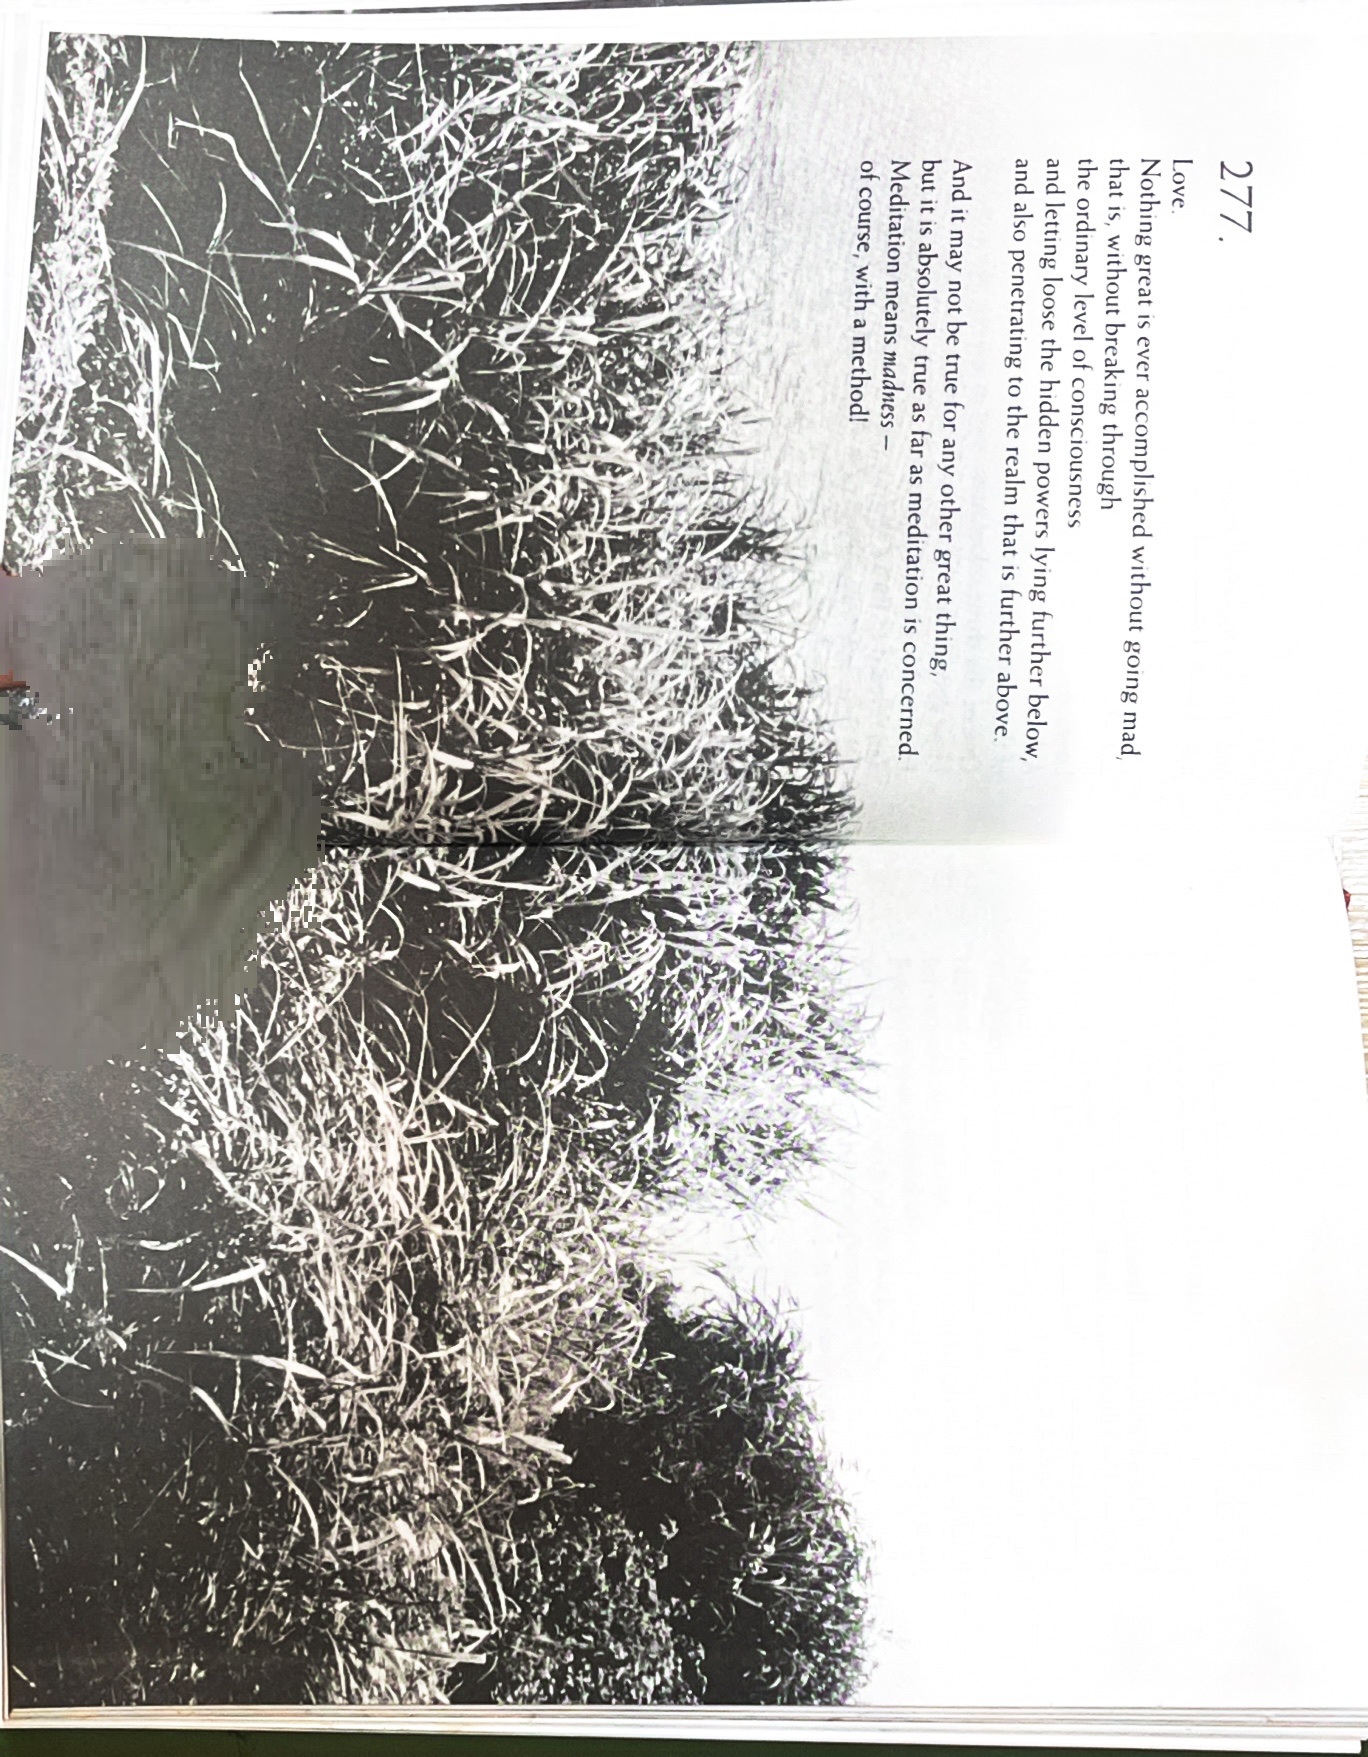 277.
Love.
Nothing great is ever accomplished without going mad,
that is, without breaking through
the ordinary level of consciousness
and letting loose the hidden powers lying further below,
and also penetrating to the realm that is further above.
And it may not be true for any other great thing,
but it is absolutely true as far as meditation is concerned.
Meditation means madness –
of course, with a method!